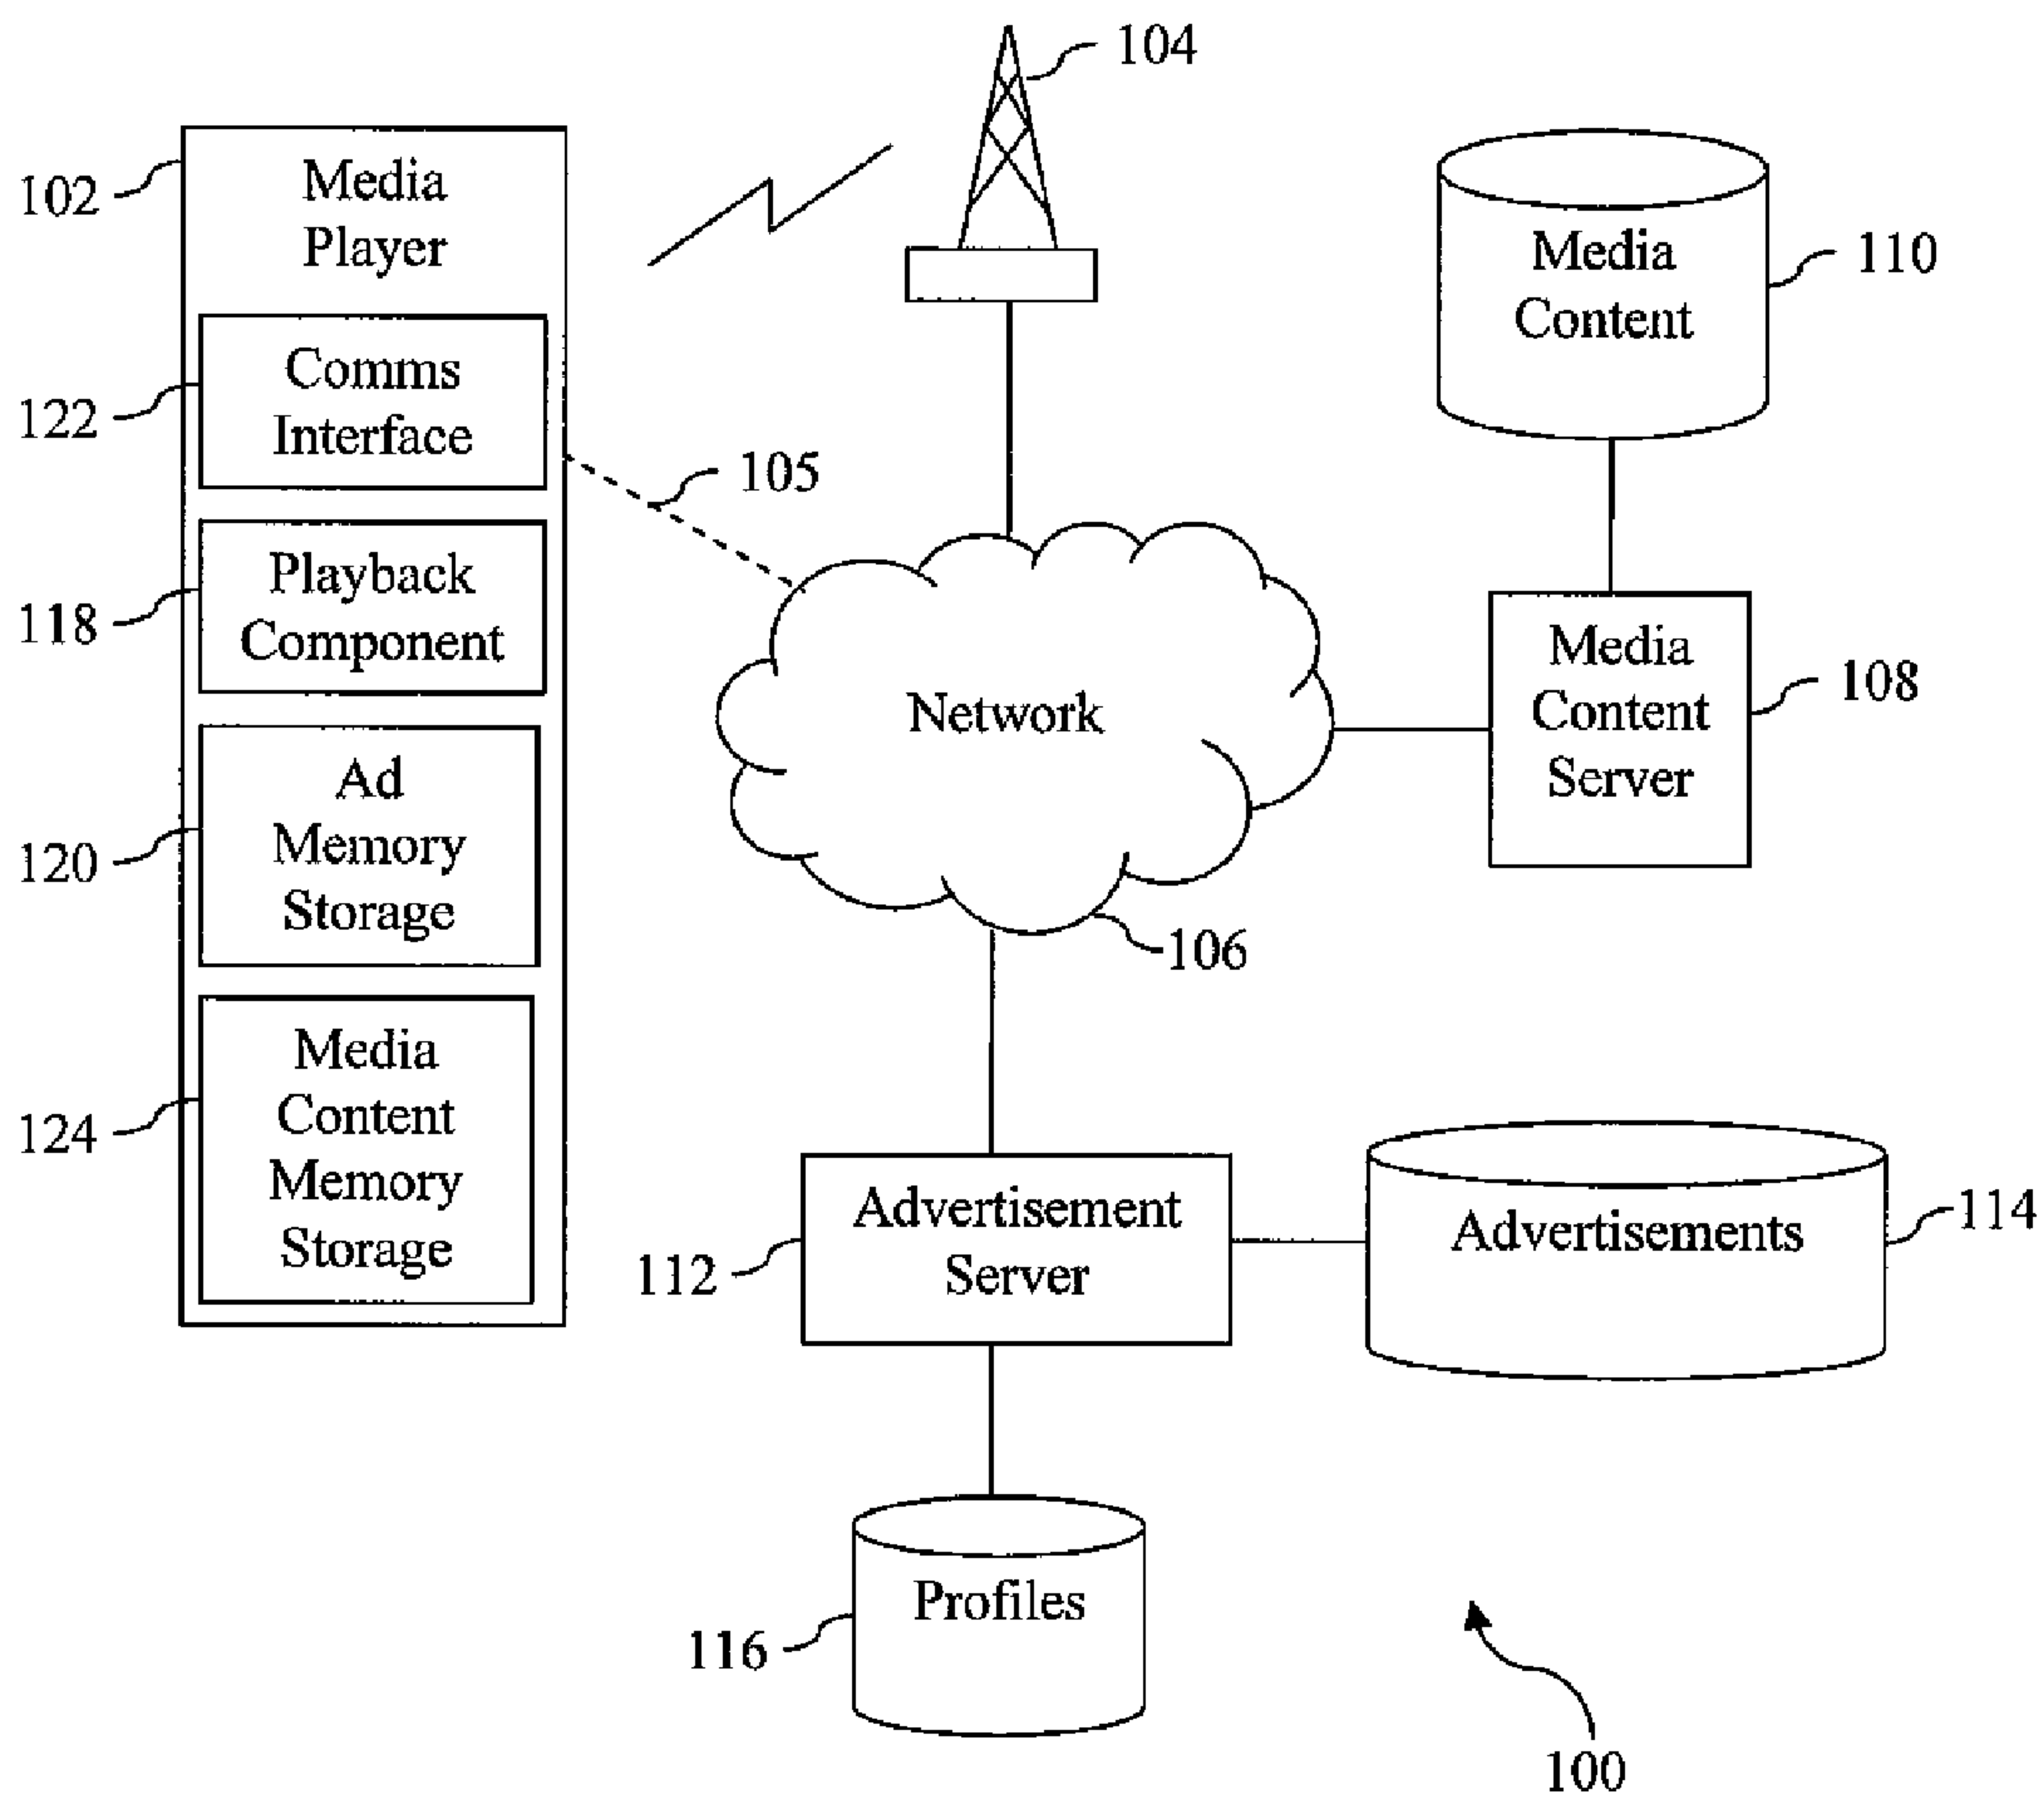 104
102
Media
Player
110
Media
Content
122
Comms
Interface
105
118
Playback
Component
Network
108
Media
Content
Server
120
Ad
Memory
Storage
106
124
Media
Content
Memory
Storage
112
Advertisement
Server
114
Advertisements
116
Profiles
100